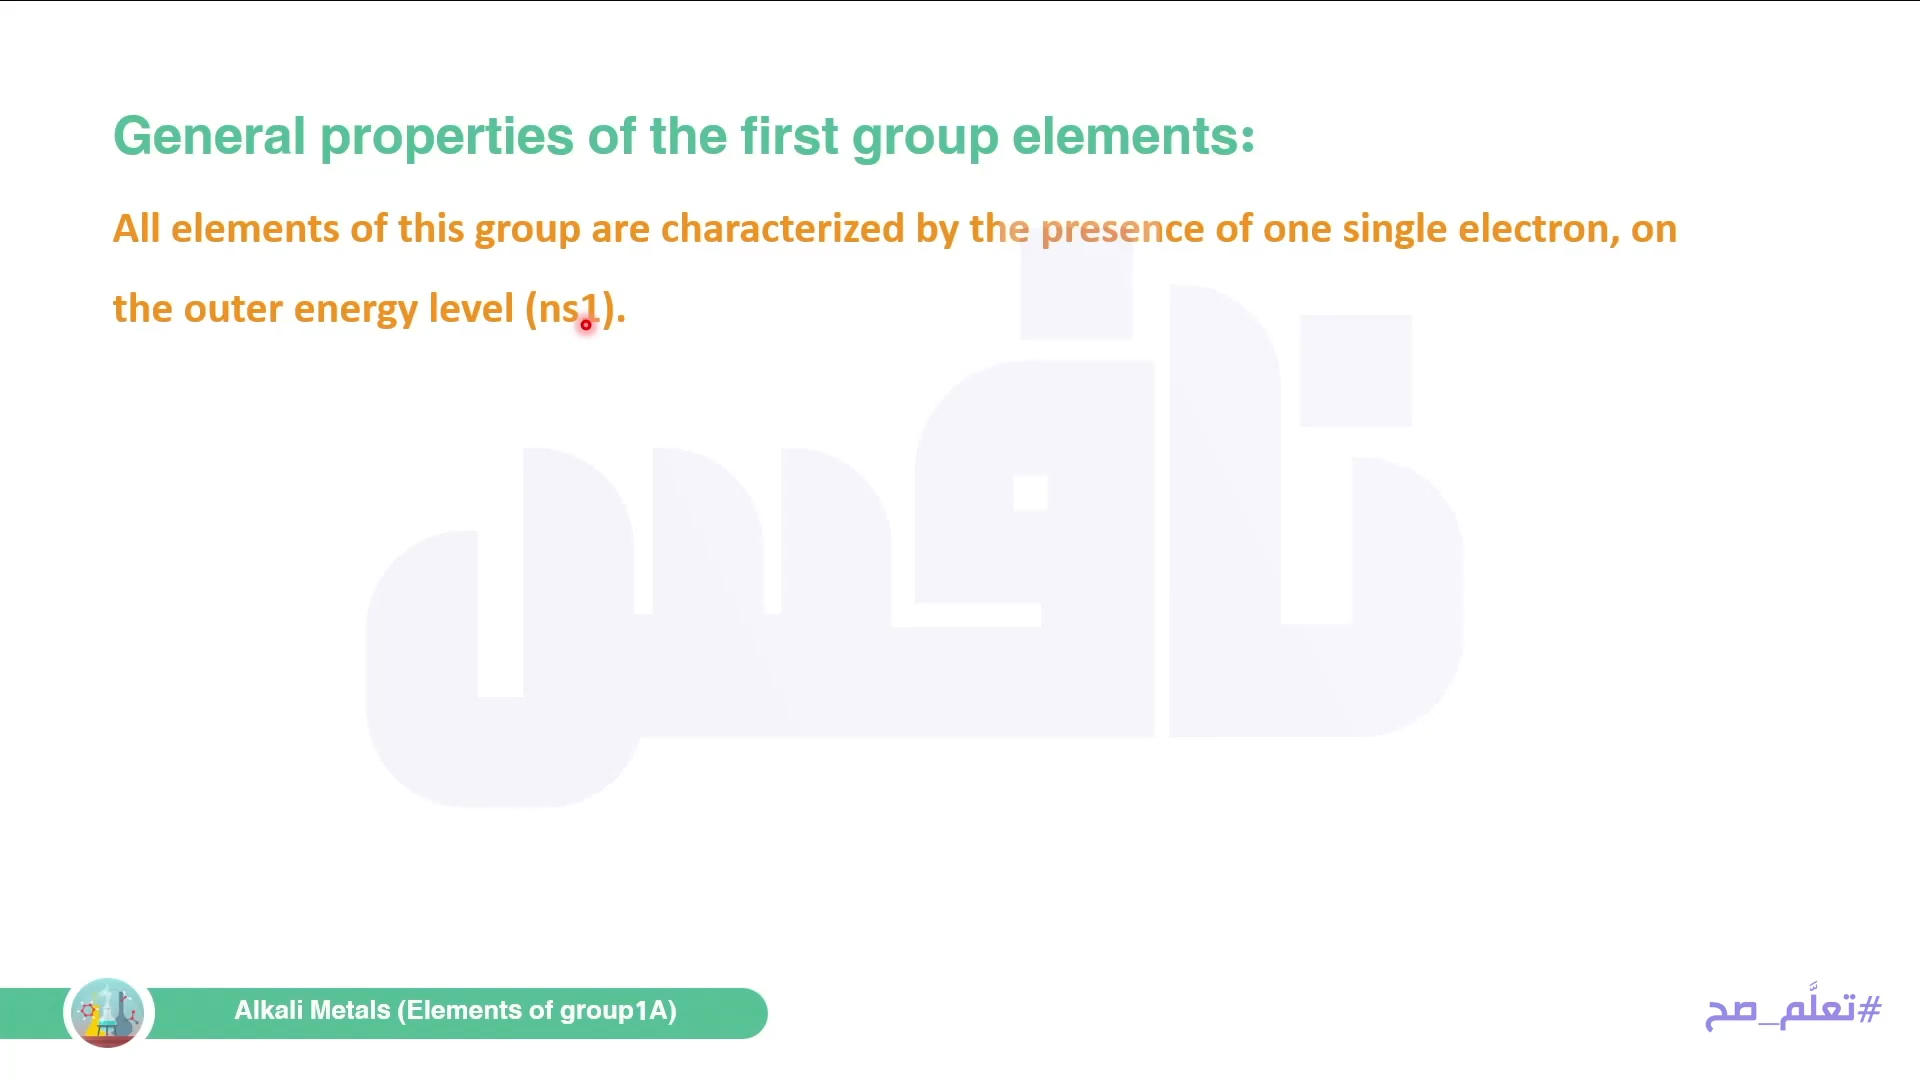 General properties of the first group elements:
All elements of this group are characterized by the presence of one single electron, on
the outer energy level (ns1).
نافس
Alkali Metals (Elements of group1A)
#تعلَّم_صح